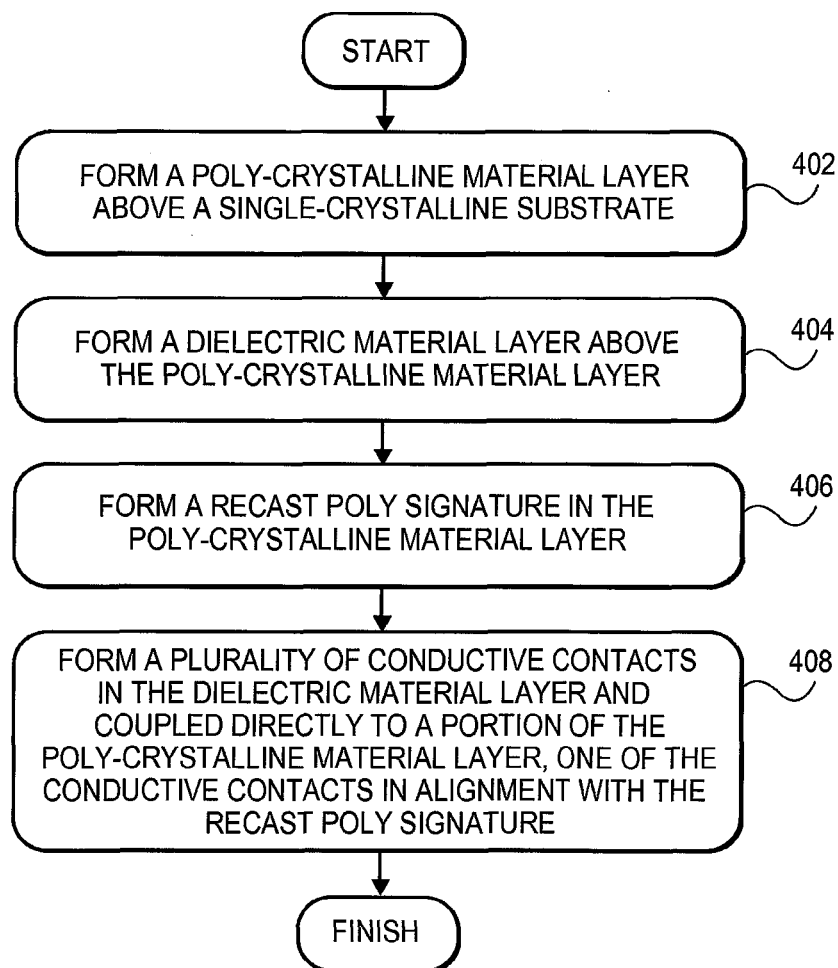 START
FORM A POLY-CRYSTALLINE MATERIAL LAYER
ABOVE A SINGLE-CRYSTALLINE SUBSTRATE
402
FORM A DIELECTRIC MATERIAL LAYER ABOVE
THE POLY-CRYSTALLINE MATERIAL LAYER
404
FORM A RECAST POLY SIGNATURE IN THE
POLY-CRYSTALLINE MATERIAL LAYER
406
FORM A PLURALITY OF CONDUCTIVE CONTACTS
IN THE DIELECTRIC MATERIAL LAYER AND
COUPLED DIRECTLY TO A PORTION OF THE
POLY-CRYSTALLINE MATERIAL LAYER, ONE OF THE
CONDUCTIVE CONTACTS IN ALIGNMENT WITH THE
RECAST POLY SIGNATURE
408
FINISH